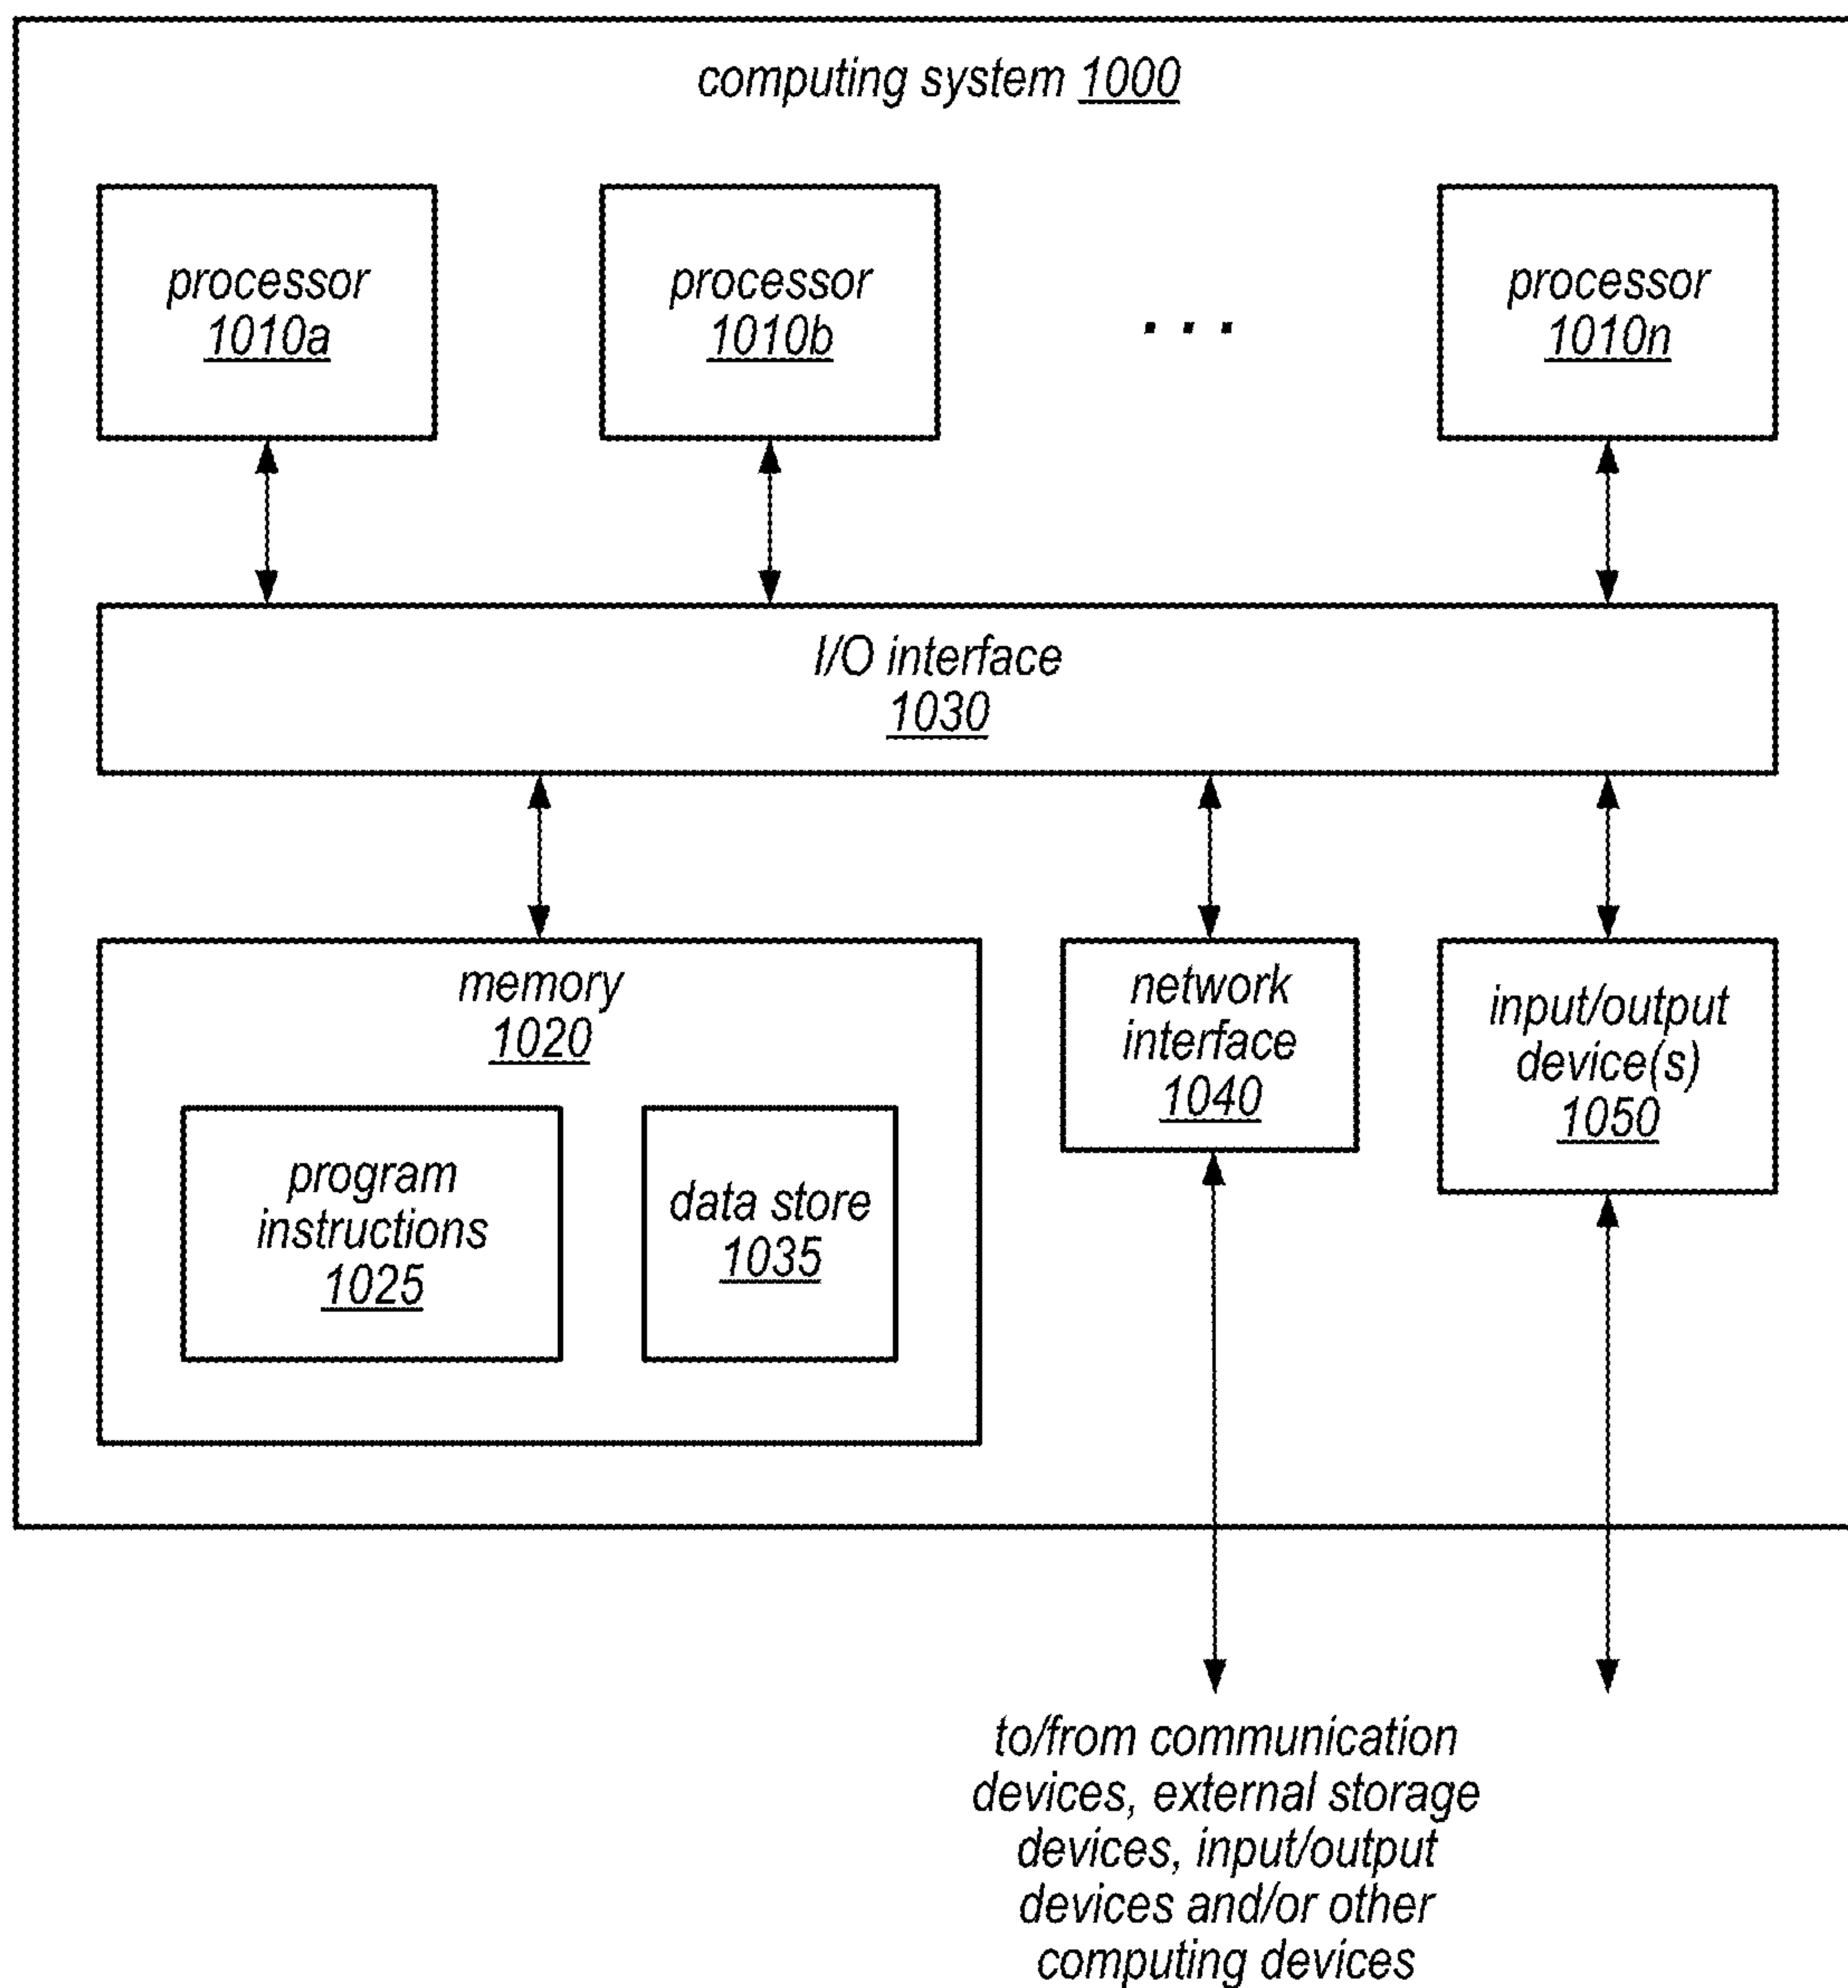 computing system 1000
processor
1010a
processor
1010b
. . .
processor
1010n
I/O interface
1030
memory
1020
program
instructions
1025
data store
1035
network
interface
1040
input/output
device(s)
1050
to/from communication
devices, external storage
devices, input/output
devices and/or other
computing devices